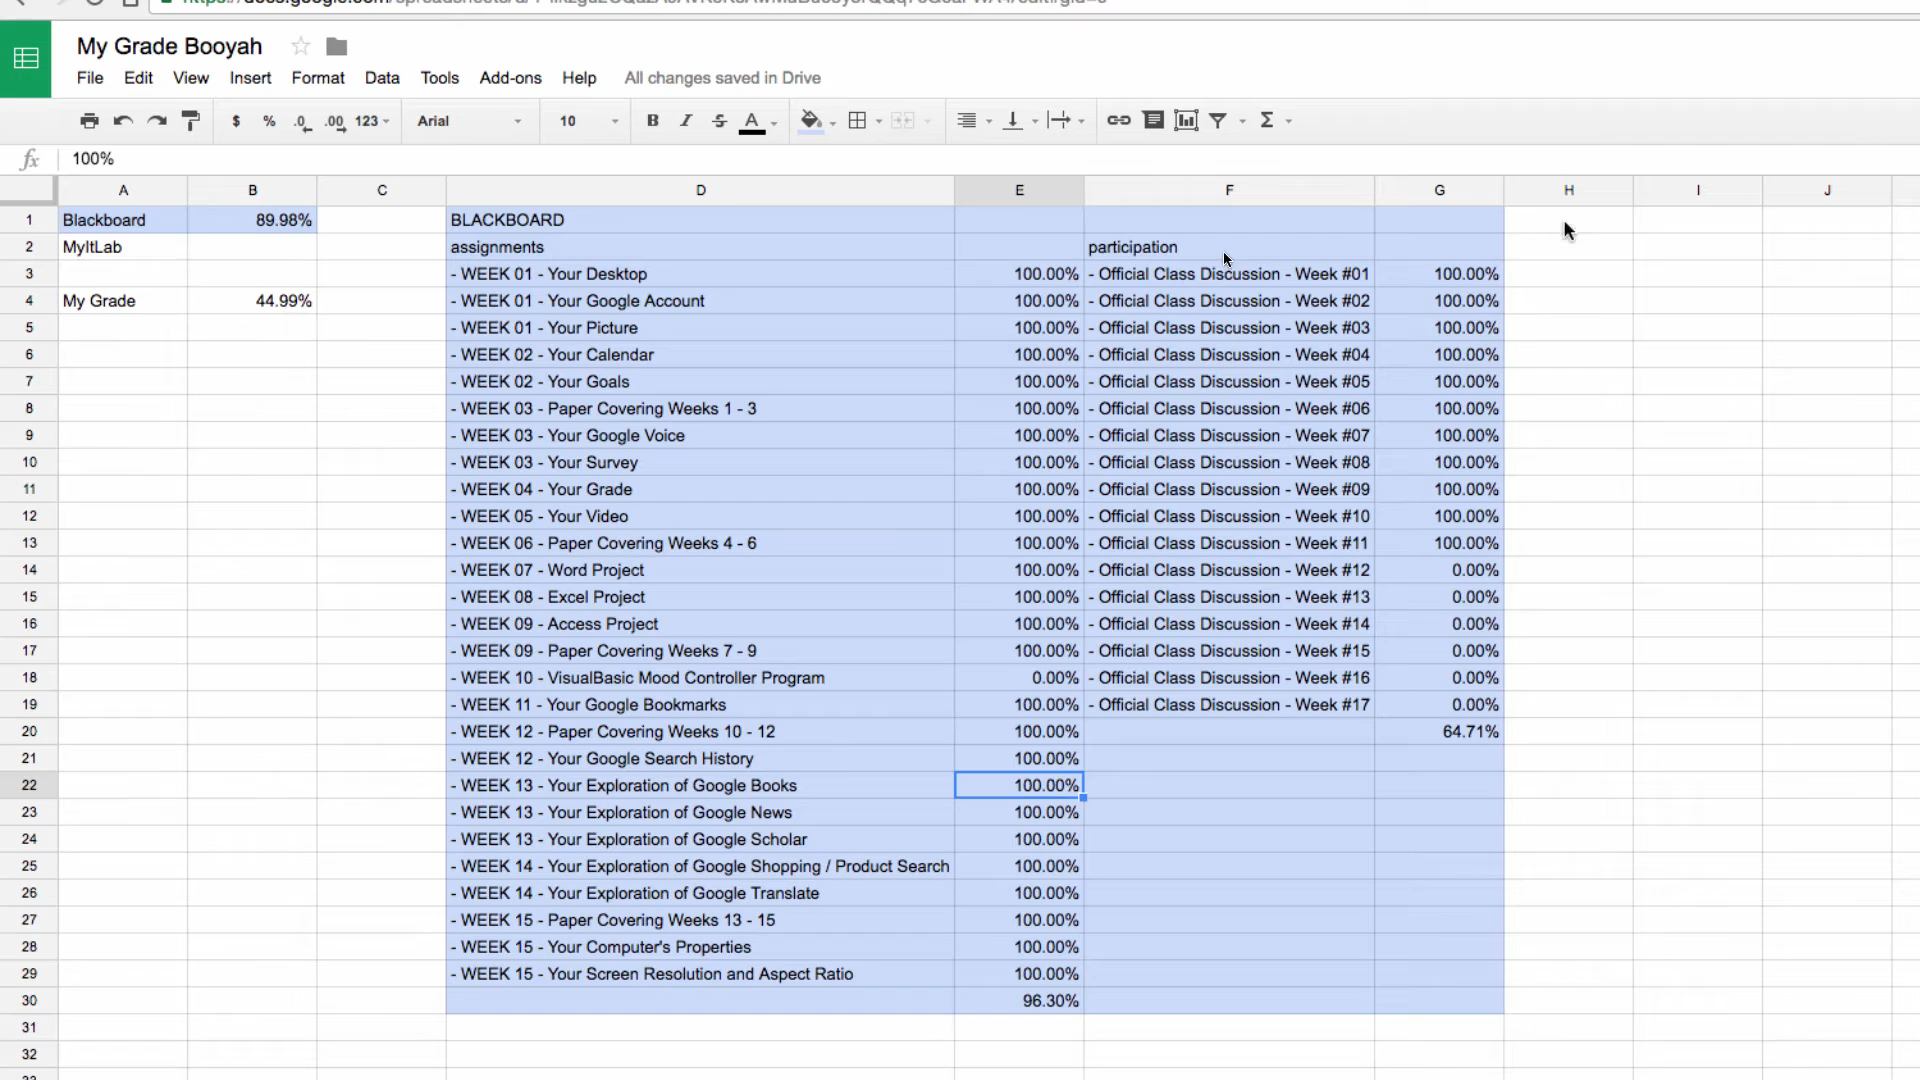 My Grade Booyah
File Edit View Insert Format Data Tools Add-ons Help All changes saved in Drive
$ % .0 .00 123 Arial 10 B I S A Σ
fx 100%
A B C D E F G H I J
1 Blackboard 89.98% BLACKBOARD
2 MyItLab assignments participation
3 - WEEK 01 - Your Desktop 100.00% - Official Class Discussion - Week #01 100.00%
4 My Grade 44.99% - WEEK 01 - Your Google Account 100.00% - Official Class Discussion - Week #02 100.00%
5 - WEEK 01 - Your Picture 100.00% - Official Class Discussion - Week #03 100.00%
6 - WEEK 02 - Your Calendar 100.00% - Official Class Discussion - Week #04 100.00%
7 - WEEK 02 - Your Goals 100.00% - Official Class Discussion - Week #05 100.00%
8 - WEEK 03 - Paper Covering Weeks 1 - 3 100.00% - Official Class Discussion - Week #06 100.00%
9 - WEEK 03 - Your Google Voice 100.00% - Official Class Discussion - Week #07 100.00%
10 - WEEK 03 - Your Survey 100.00% - Official Class Discussion - Week #08 100.00%
11 - WEEK 04 - Your Grade 100.00% - Official Class Discussion - Week #09 100.00%
12 - WEEK 05 - Your Video 100.00% - Official Class Discussion - Week #10 100.00%
13 - WEEK 06 - Paper Covering Weeks 4 - 6 100.00% - Official Class Discussion - Week #11 100.00%
14 - WEEK 07 - Word Project 100.00% - Official Class Discussion - Week #12 0.00%
15 - WEEK 08 - Excel Project 100.00% - Official Class Discussion - Week #13 0.00%
16 - WEEK 09 - Access Project 100.00% - Official Class Discussion - Week #14 0.00%
17 - WEEK 09 - Paper Covering Weeks 7 - 9 100.00% - Official Class Discussion - Week #15 0.00%
18 - WEEK 10 - VisualBasic Mood Controller Program 0.00% - Official Class Discussion - Week #16 0.00%
19 - WEEK 11 - Your Google Bookmarks 100.00% - Official Class Discussion - Week #17 0.00%
20 - WEEK 12 - Paper Covering Weeks 10 - 12 100.00% 64.71%
21 - WEEK 12 - Your Google Search History 100.00%
22 - WEEK 13 - Your Exploration of Google Books 100.00%
23 - WEEK 13 - Your Exploration of Google News 100.00%
24 - WEEK 13 - Your Exploration of Google Scholar 100.00%
25 - WEEK 14 - Your Exploration of Google Shopping / Product Search 100.00%
26 - WEEK 14 - Your Exploration of Google Translate 100.00%
27 - WEEK 15 - Paper Covering Weeks 13 - 15 100.00%
28 - WEEK 15 - Your Computer's Properties 100.00%
29 - WEEK 15 - Your Screen Resolution and Aspect Ratio 100.00%
30 96.30%
31
32